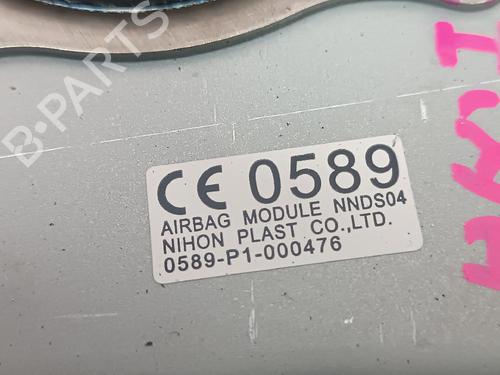 B-PARTS
CE 0589
AIRBAG MODULE NNDS04
NIHON PLAST CO.,LTD.
0589-P1-000476